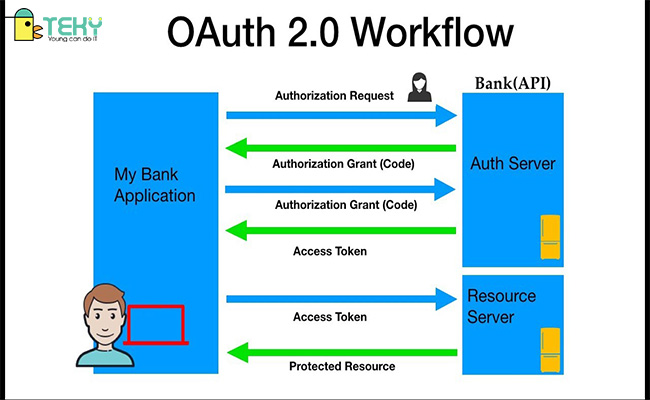 TEKY
Young can do IT
OAuth 2.0 Workflow
Bank(API)
Authorization Request
Authorization Grant (Code)
My Bank
Application
Auth Server
Authorization Grant (Code)
Access Token
Resource
Server
Access Token
Protected Resource